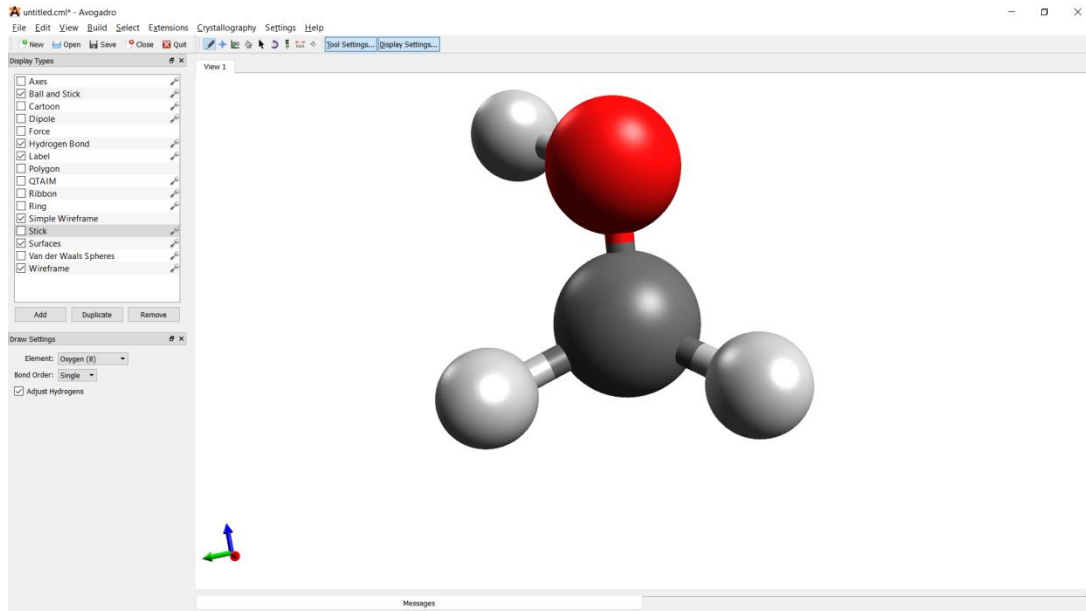 untitled.cml* - Avogadro
File Edit View Build Select Extensions Crystallography Settings Help
New Open Save Close Quit Tool Settings... Display Settings...
Display Types
View 1
Axes
Ball and Stick
Cartoon
Dipole
Force
Hydrogen Bond
Label
Polygon
QTAIM
Ribbon
Ring
Simple Wireframe
Stick
Surfaces
Van der Waals Spheres
Wireframe
Add Duplicate Remove
Draw Settings
Element: Oxygen (8)
Bond Order: Single
Adjust Hydrogens
Messages